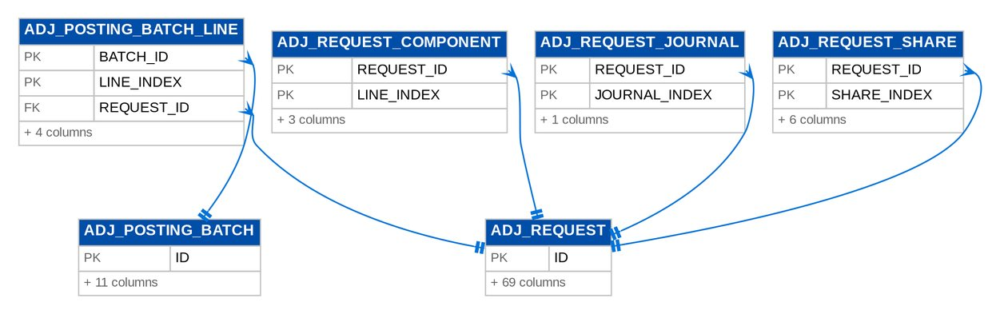 ADJ_POSTING_BATCH_LINE
PK BATCH_ID
PK LINE_INDEX
FK REQUEST_ID
+ 4 columns
ADJ_REQUEST_COMPONENT
PK REQUEST_ID
PK LINE_INDEX
+ 3 columns
ADJ_REQUEST_JOURNAL
PK REQUEST_ID
PK JOURNAL_INDEX
+ 1 columns
ADJ_REQUEST_SHARE
PK REQUEST_ID
PK SHARE_INDEX
+ 6 columns
ADJ_POSTING_BATCH
PK ID
+ 11 columns
ADJ_REQUEST
PK ID
+ 69 columns